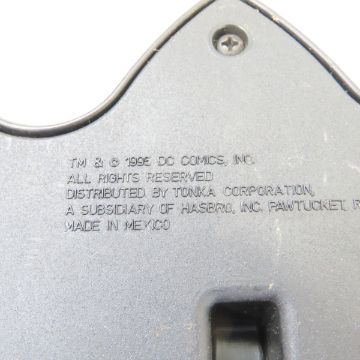 TM & © 1996 DC COMICS, INC.
ALL RIGHTS RESERVED
DISTRIBUTED BY TONKA CORPORATION,
A SUBSIDIARY OF HASBRO, INC. PAWTUCKET, R
MADE IN MEXICO